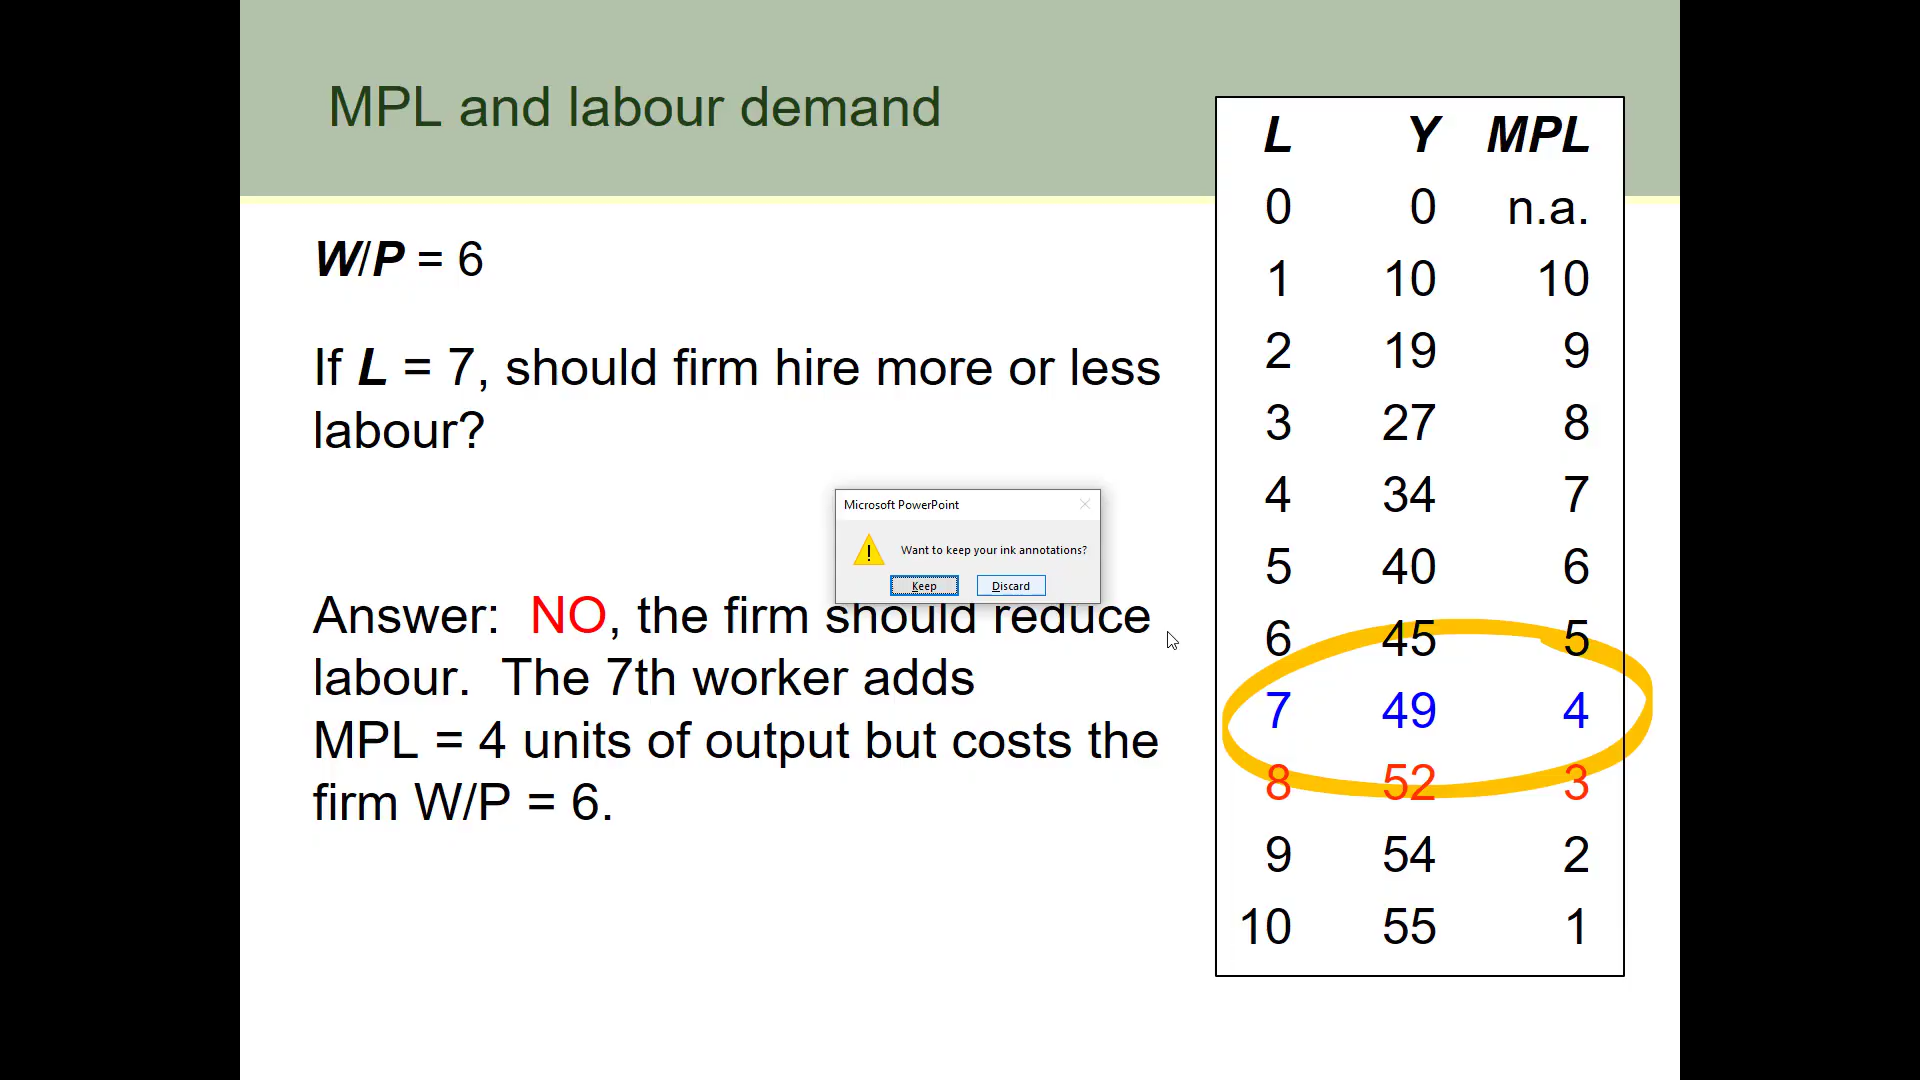 MPL and labour demand
W/P = 6
If L = 7, should firm hire more or less
labour?
Microsoft PowerPoint
Want to keep your ink annotations?
Keep Discard
Answer: NO, the firm should reduce
labour. The 7th worker adds
MPL = 4 units of output but costs the
firm W/P = 6.
L Y MPL
0 0 n.a.
1 10 10
2 19 9
3 27 8
4 34 7
5 40 6
6 45 5
7 49 4
8 52 3
9 54 2
10 55 1